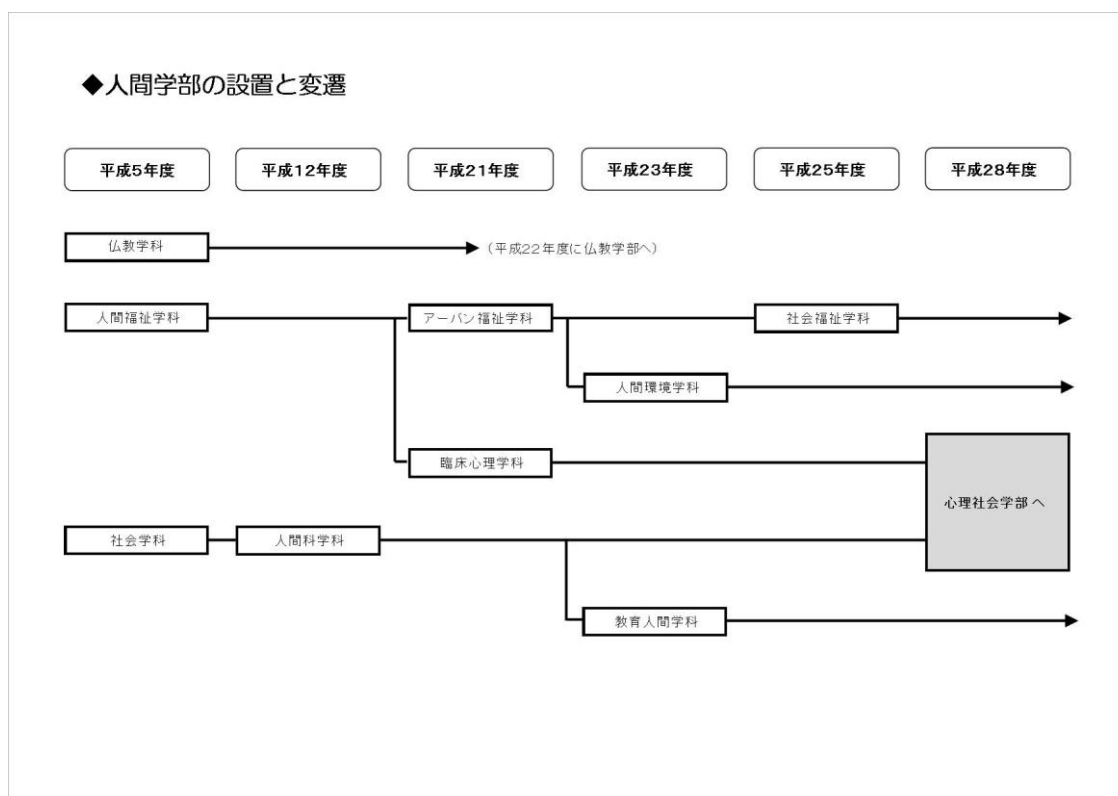 ◆人間学部の設置と変遷
平成5年度
平成12年度
平成21年度
平成23年度
平成25年度
平成28年度
仏教学科
(平成22年度に仏教学部へ)
人間福祉学科
アーバン福祉学科
社会福祉学科
人間環境学科
臨床心理学科
心理社会学部へ
社会学科
人間科学科
教育人間学科